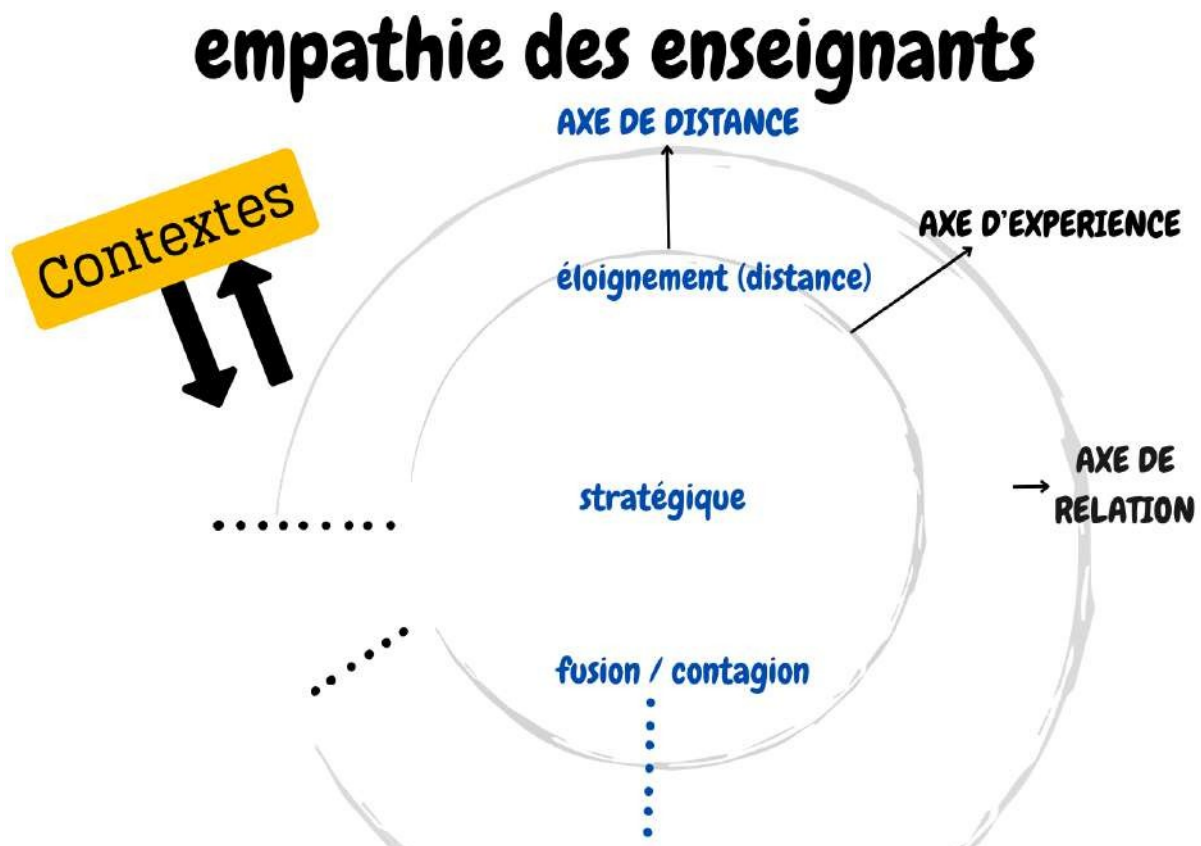 empathie des enseignants
AXE DE DISTANCE
Contextes
AXE D'EXPERIENCE
éloignement (distance)
stratégique
AXE DE
RELATION
fusion / contagion